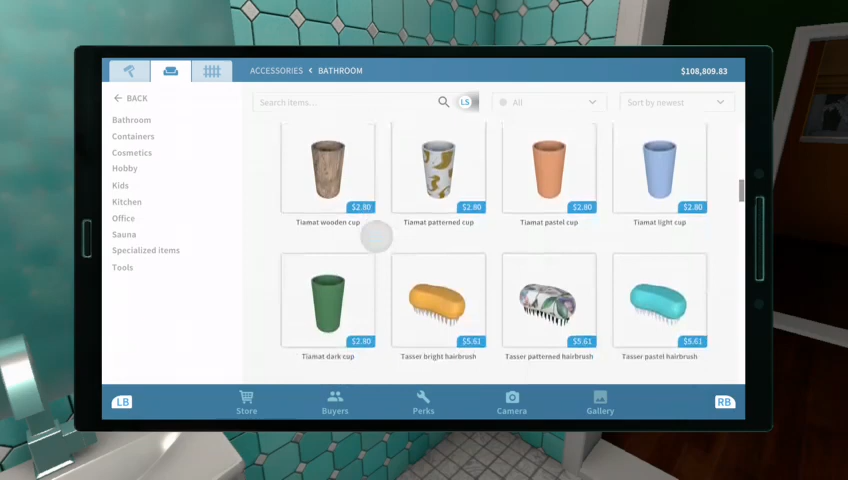 ACCESSORIES < BATHROOM
$108,809.83
BACK
Search items...
LS
All
Sort by newest
Bathroom
Containers
Cosmetics
Hobby
Kids
Kitchen
Office
Sauna
Specialized items
Tools
$2.80
$2.80
$2.80
$2.80
Tiamat wooden cup
Tiamat patterned cup
Tiamat pastel cup
Tiamat light cup
$2.80
$5.61
$5.61
$5.61
Tiamat dark cup
Tasser bright hairbrush
Tasser patterned hairbrush
Tasser pastel hairbrush
LB
Store
Buyers
Perks
Camera
Gallery
RB